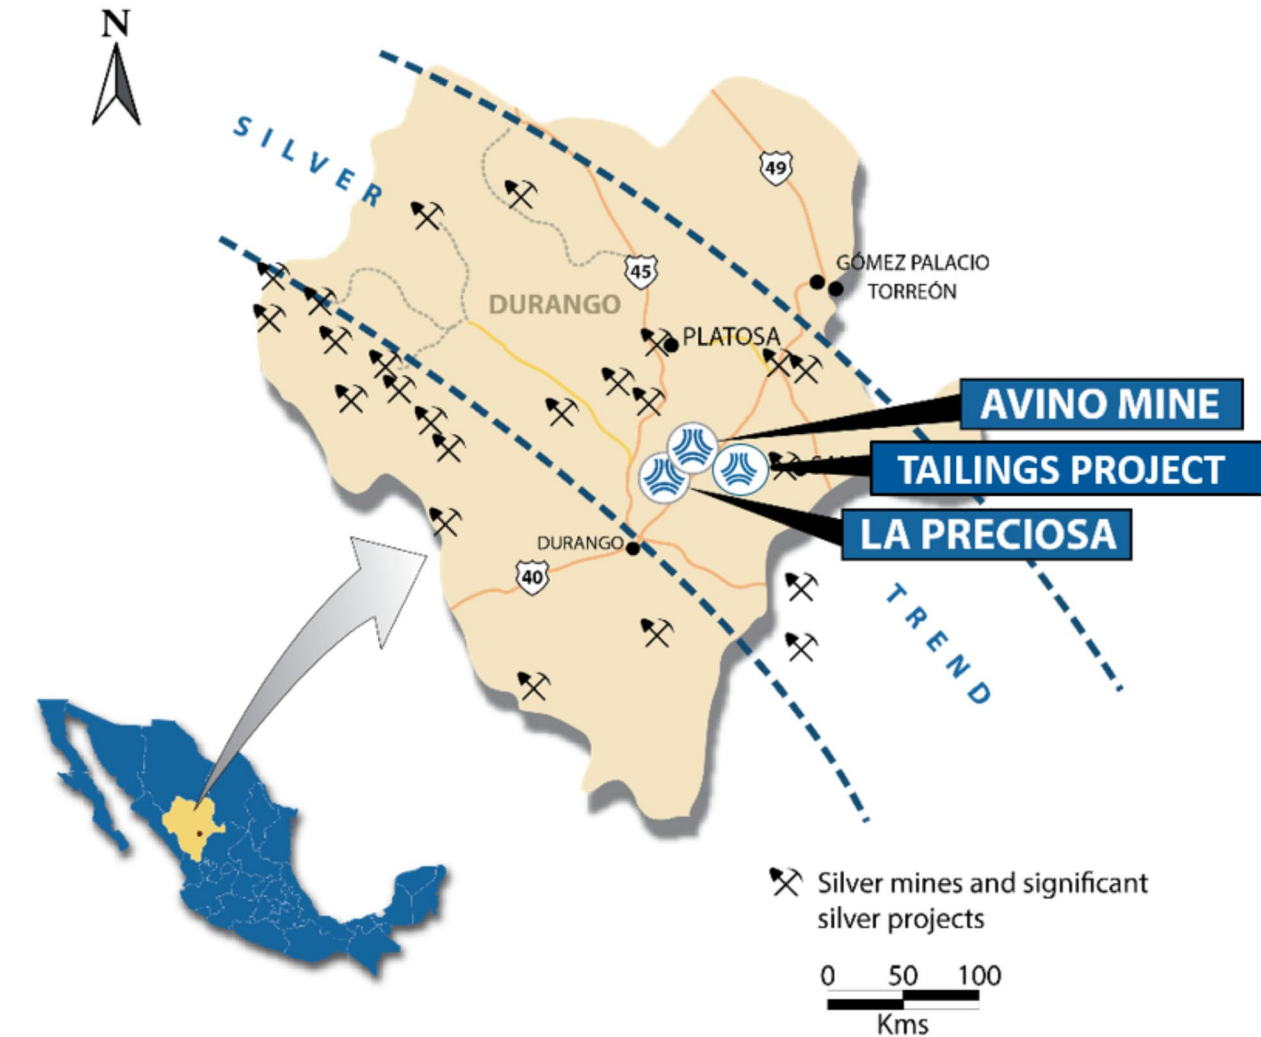 N
SILVER
49
GÓMEZ PALACIO
TORREÓN
45
DURANGO
PLATOSA
AVINO MINE
TAILINGS PROJECT
LA PRECIOSA
DURANGO
40
TREND
Silver mines and significant
silver projects
0 50 100
Kms